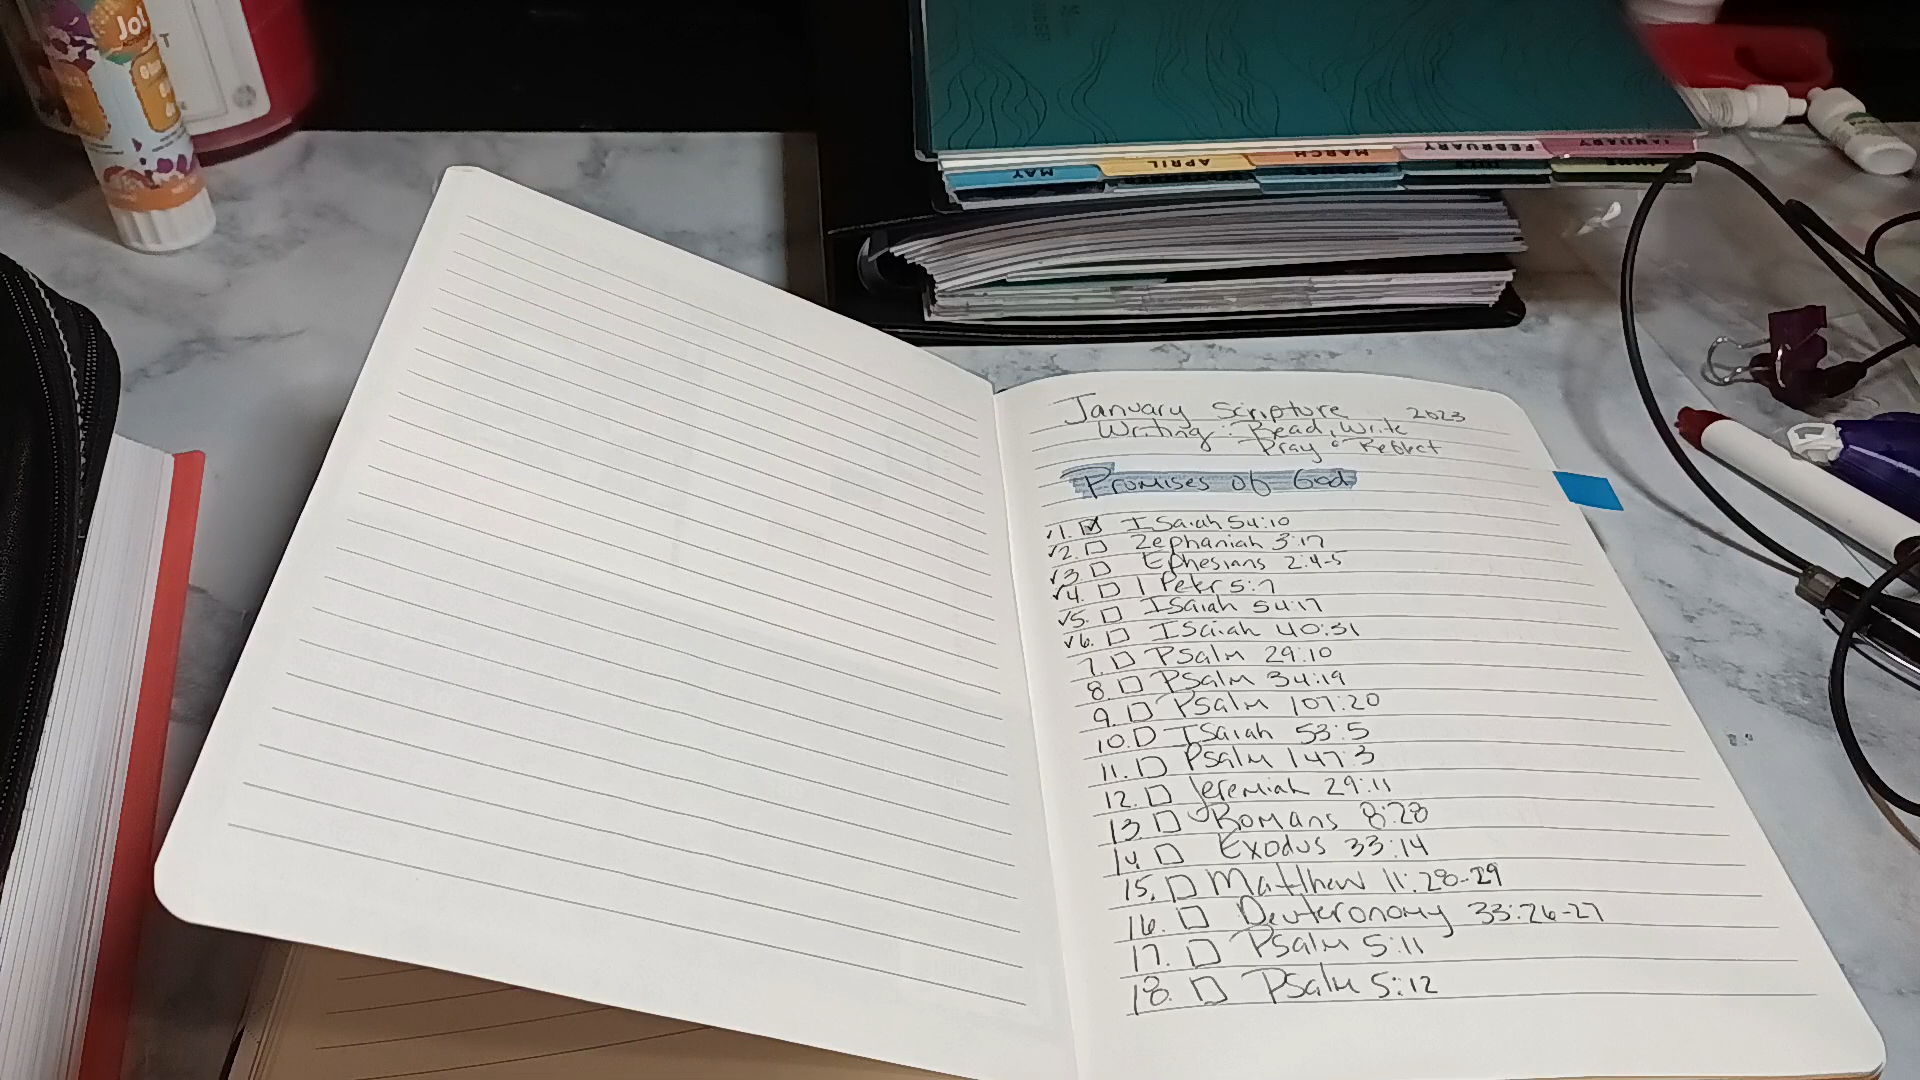 Jot
JANUARY
FEBRUARY
MARCH
APRIL
MAY
January Scripture 2023
Writing: Read, Write
Pray & Reflect
Promises of God
✓1. ☑ Isaiah 54:10
✓2. ☐ Zephaniah 3:17
✓3 ☐ Ephesians 2:4-5
✓4. ☐ 1 Peter 5:7
✓5. ☐ Isaiah 54:17
✓6. ☐ Isaiah 40:31
7. ☐ Psalm 29:10
8. ☐ Psalm 34:19
9. ☐ Psalm 107:20
10. ☐ Isaiah 53:5
11. ☐ Psalm 147:3
12. ☐ Jeremiah 29:11
13 ☐ Romans 8:28
14. ☐ Exodus 33:14
15. ☐ Matthew 11:28-29
16. ☐ Deuteronomy 33:26-27
17. ☐ Psalm 5:11
18. ☐ Psalm 5:12